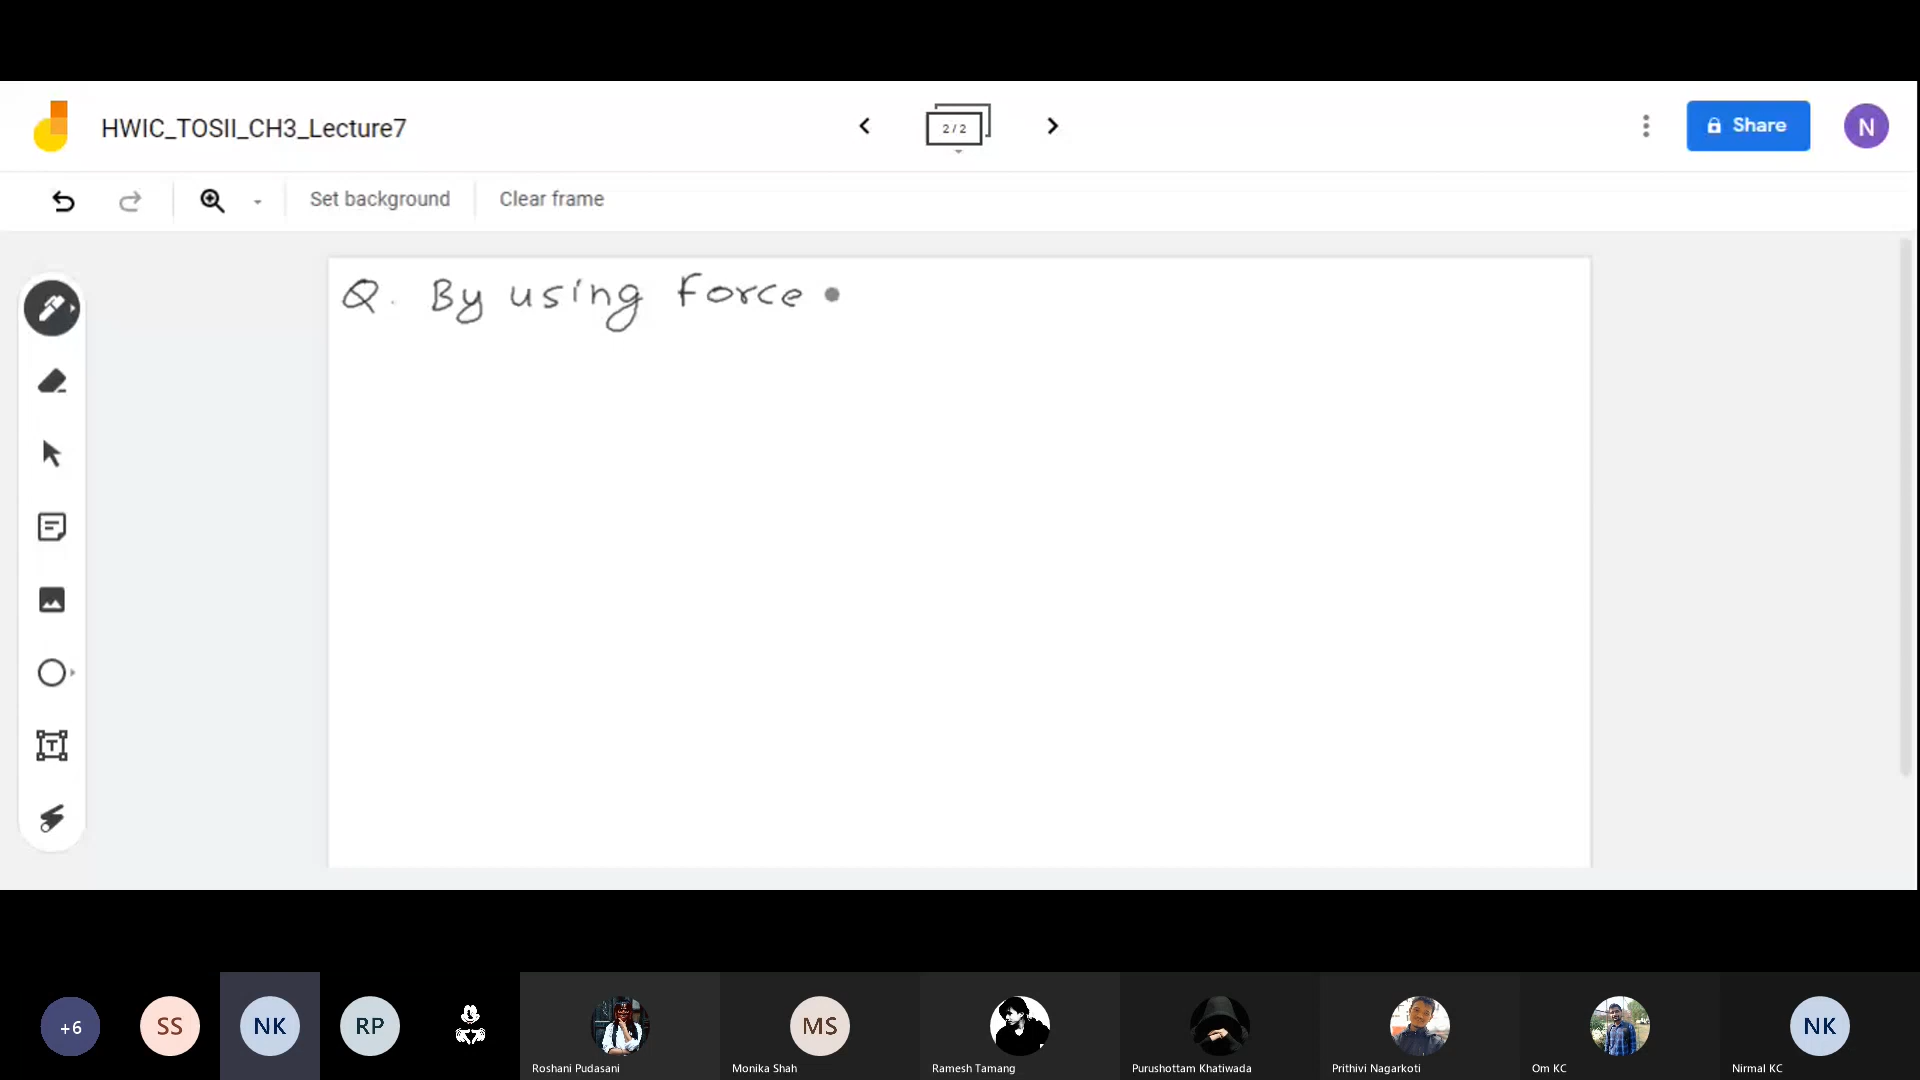 HWIC_TOSII_CH3_Lecture7
2/2
Share
N
Set background
Clear frame
Q. By using force
T
+6
SS
NK
RP
MS
NK
Roshani Pudasani
Monika Shah
Ramesh Tamang
Purushottam Khatiwada
Prithivi Nagarkoti
Om KC
Nirmal KC